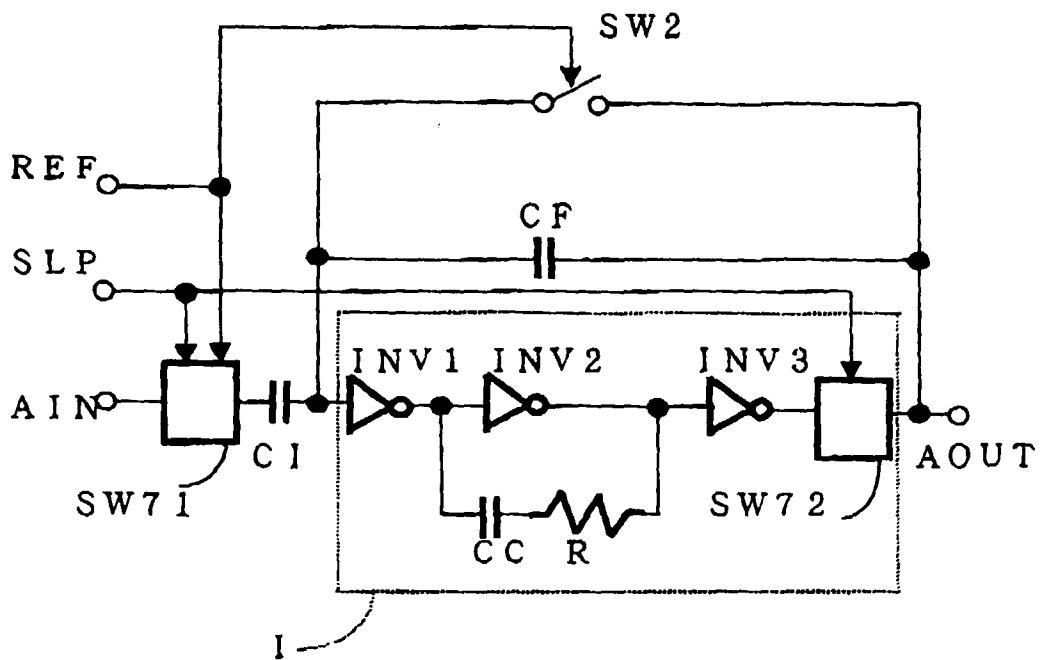 SW2
REF
CF
SLP
INV1
INV2
INV3
AIN
CI
AOUT
SW71
SW72
CC
R
I